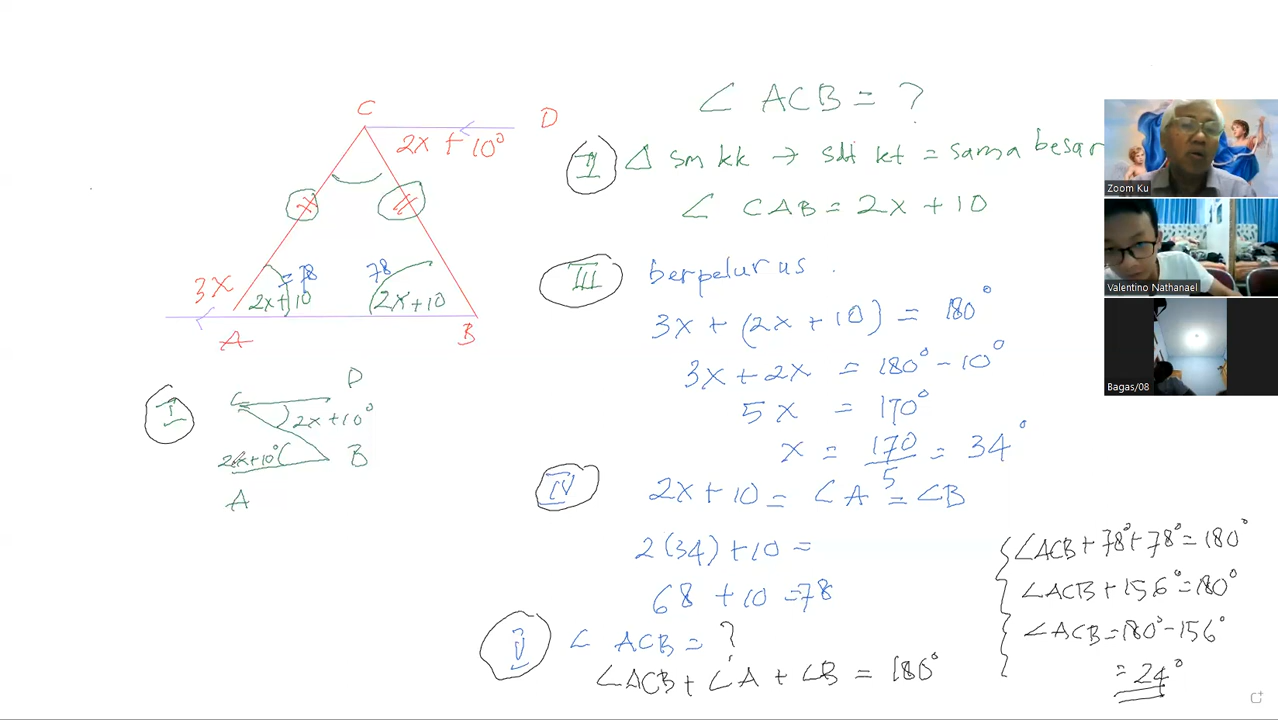 ∠ ACB = ?
C
D
2x + 10°
3x
2x+10
= 78
78
(2x+10
A
B
I
C
D
2x+10°
2x+10°
B
A
II
Δ sm kk → sdt kt = sama besar
∠ CAB = 2x + 10
III
berpelurus
3x + (2x + 10) = 180°
3x + 2x = 180° - 10°
5x = 170°
x = 170/5 = 34°
IV
2x + 10 = ∠A = ∠B
2(34) + 10 =
68 + 10 = 78
V
∠ ACB = ?
∠ACB + ∠A + ∠B = 180°
∠ACB + 78° + 78° = 180°
∠ACB + 156° = 180°
∠ACB = 180° - 156°
= 24°
Zoom Ku
Valentino Nathanael
Bagas/08